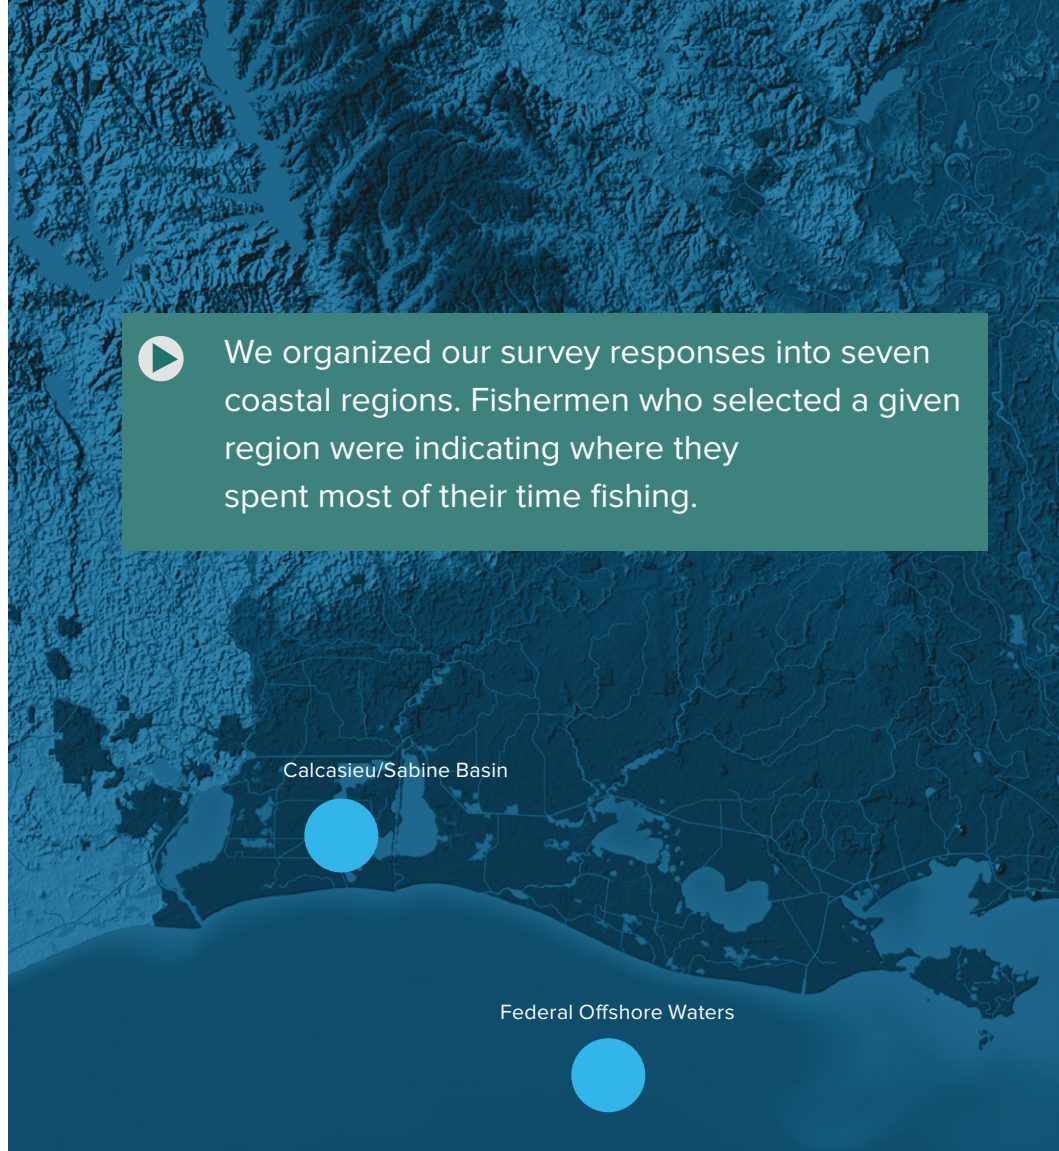 We organized our survey responses into seven
coastal regions. Fishermen who selected a given
region were indicating where they
spent most of their time fishing.
Calcasieu/Sabine Basin
Federal Offshore Waters